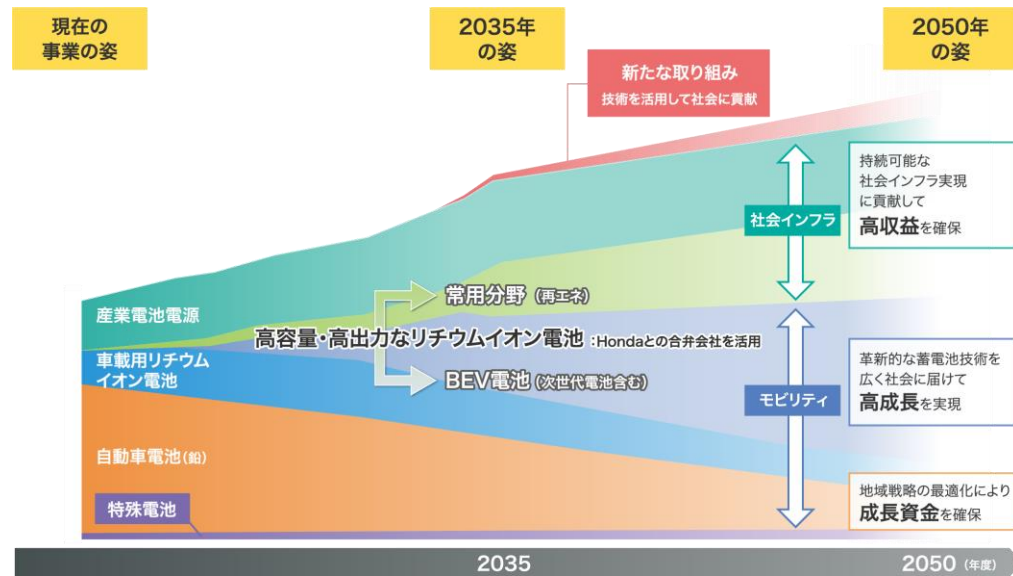 現在の
事業の姿
2035年
の姿
2050年
の姿
新たな取り組み
技術を活用して社会に貢献
持続可能な
社会インフラ実現
に貢献して
高収益を確保
社会インフラ
産業電池電源
常用分野（再エネ）
高容量・高出力なリチウムイオン電池：Hondaとの合弁会社を活用
BEV電池（次世代電池含む）
車載用リチウム
イオン電池
革新的な蓄電池技術を
広く社会に届けて
高成長を実現
モビリティ
自動車電池（鉛）
特殊電池
地域戦略の最適化により
成長資金を確保
2035
2050（年度）